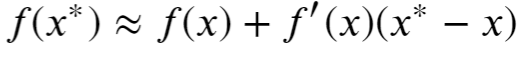 f(x*) ≈ f(x) + f′(x)(x* − x)